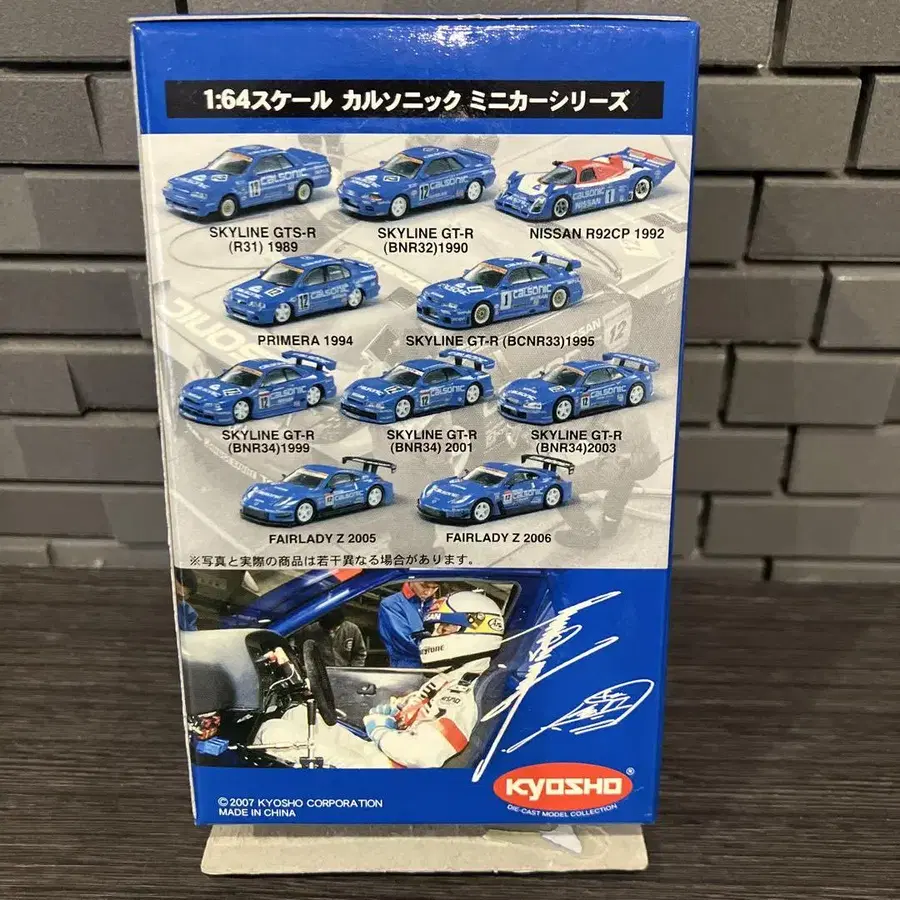 1:64スケール カルソニック ミニカーシリーズ
SKYLINE GTS-R
(R31) 1989
SKYLINE GT-R
(BNR32)1990
NISSAN R92CP 1992
PRIMERA 1994
SKYLINE GT-R (BCNR33)1995
SKYLINE GT-R
(BNR34)1999
SKYLINE GT-R
(BNR34) 2001
SKYLINE GT-R
(BNR34)2003
FAIRLADY Z 2005
FAIRLADY Z 2006
※写真と実際の商品は若干異なる場合があります。
© 2007 KYOSHO CORPORATION
MADE IN CHINA
KYOSHO®
DIE-CAST MODEL COLLECTION